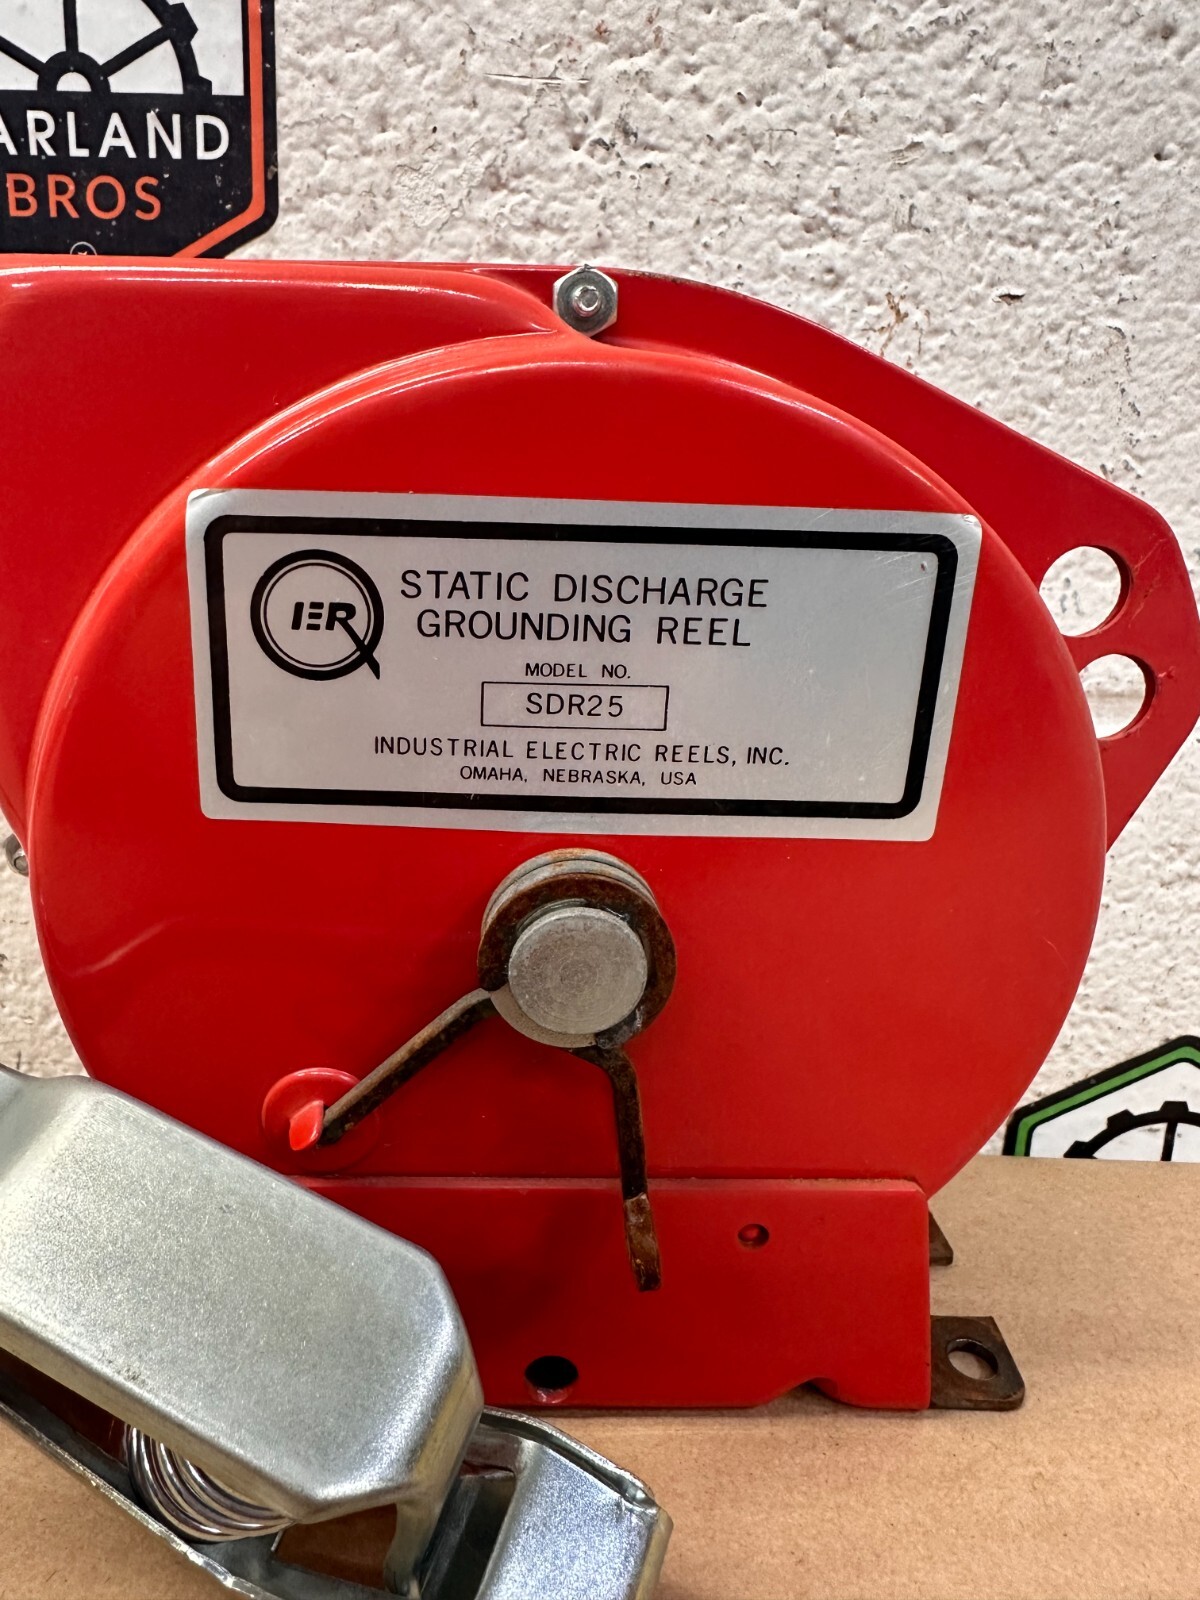 ARLAND
BROS
IER
STATIC DISCHARGE
GROUNDING REEL
MODEL NO.
SDR25
INDUSTRIAL ELECTRIC REELS, INC.
OMAHA, NEBRASKA, USA